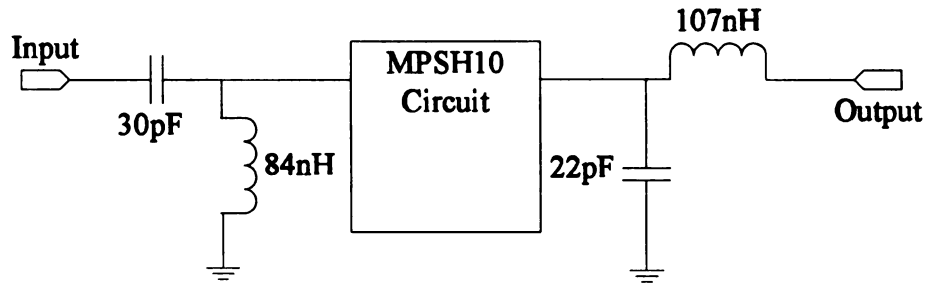 107nH
Input
MPSH10
Circuit
30pF
Output
84nH
22pF